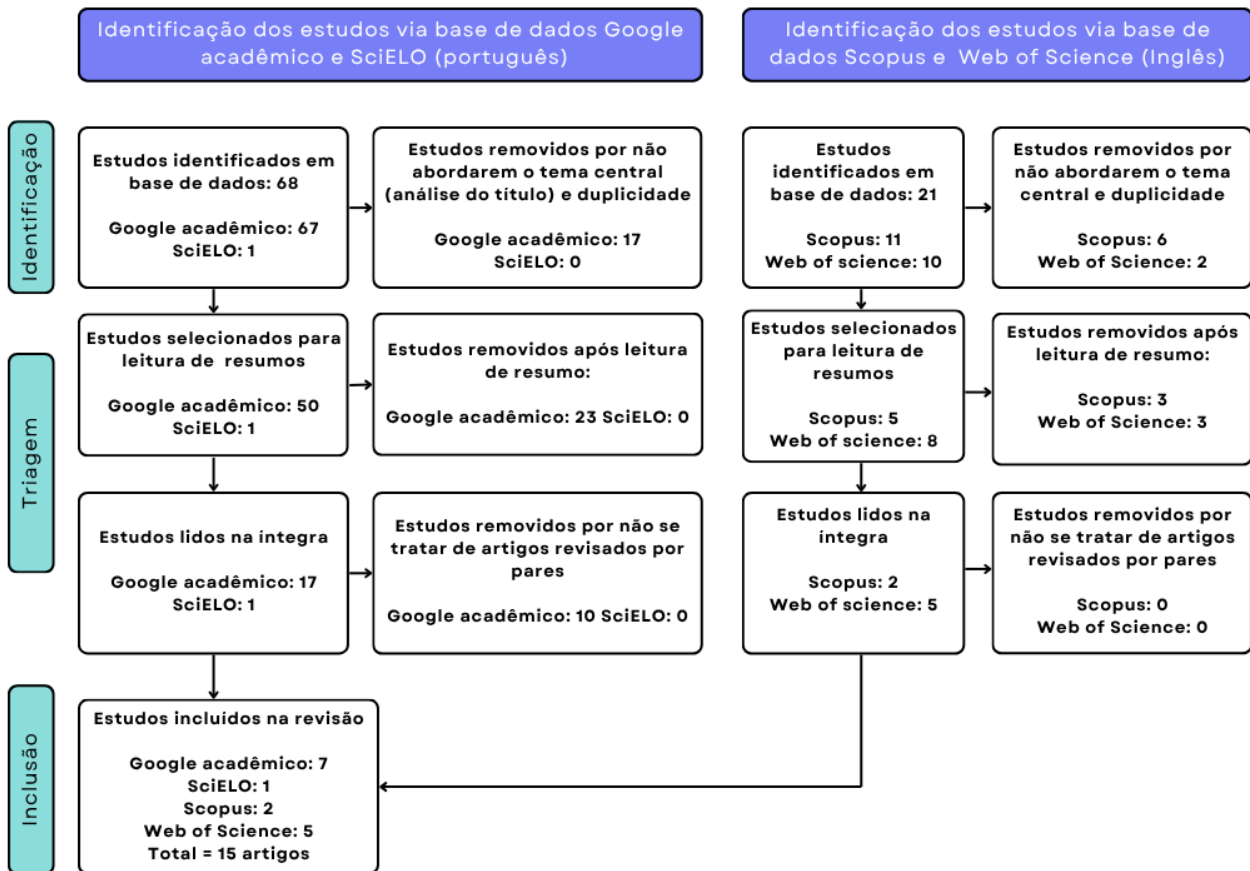 Identificação dos estudos via base de dados Google
acadêmico e SciELO (português)
Identificação dos estudos via base de
dados Scopus e  Web of Science (Inglês)
Identificação
Estudos identificados em
base de dados: 68
Google acadêmico: 67
SciELO: 1
Estudos removidos por não
abordarem o tema central
(análise do título) e duplicidade
Google acadêmico: 17
SciELO: 0
Estudos
identificados em
base de dados: 21
Scopus: 11
Web of science: 10
Estudos removidos por
não abordarem o tema
central e duplicidade
Scopus: 6
Web of science: 2
Triagem
Estudos selecionados para
leitura de  resumos
Google acadêmico: 50
SciELO: 1
Estudos removidos após leitura
de resumo:
Google acadêmico: 23 SciELO: 0
Estudos selecionados
para leitura de
resumos
Scopus: 5
Web of science: 8
Estudos removidos após
leitura de resumo:
Scopus: 3
Web of science: 3
Estudos lidos na íntegra
Google acadêmico: 17
SciELO: 1
Estudos removidos por não se
tratar de artigos revisados por
pares
Google acadêmico: 10 SciELO: 0
Estudos lidos na
íntegra
Scopus: 2
Web of science: 5
Estudos removidos por
não se tratar de artigos
revisados por pares
Scopus: 0
Web of Science: 0
Inclusão
Estudos incluídos na revisão
Google acadêmico: 7
SciELO: 1
Scopus: 2
Web of Science: 5
Total = 15 artigos